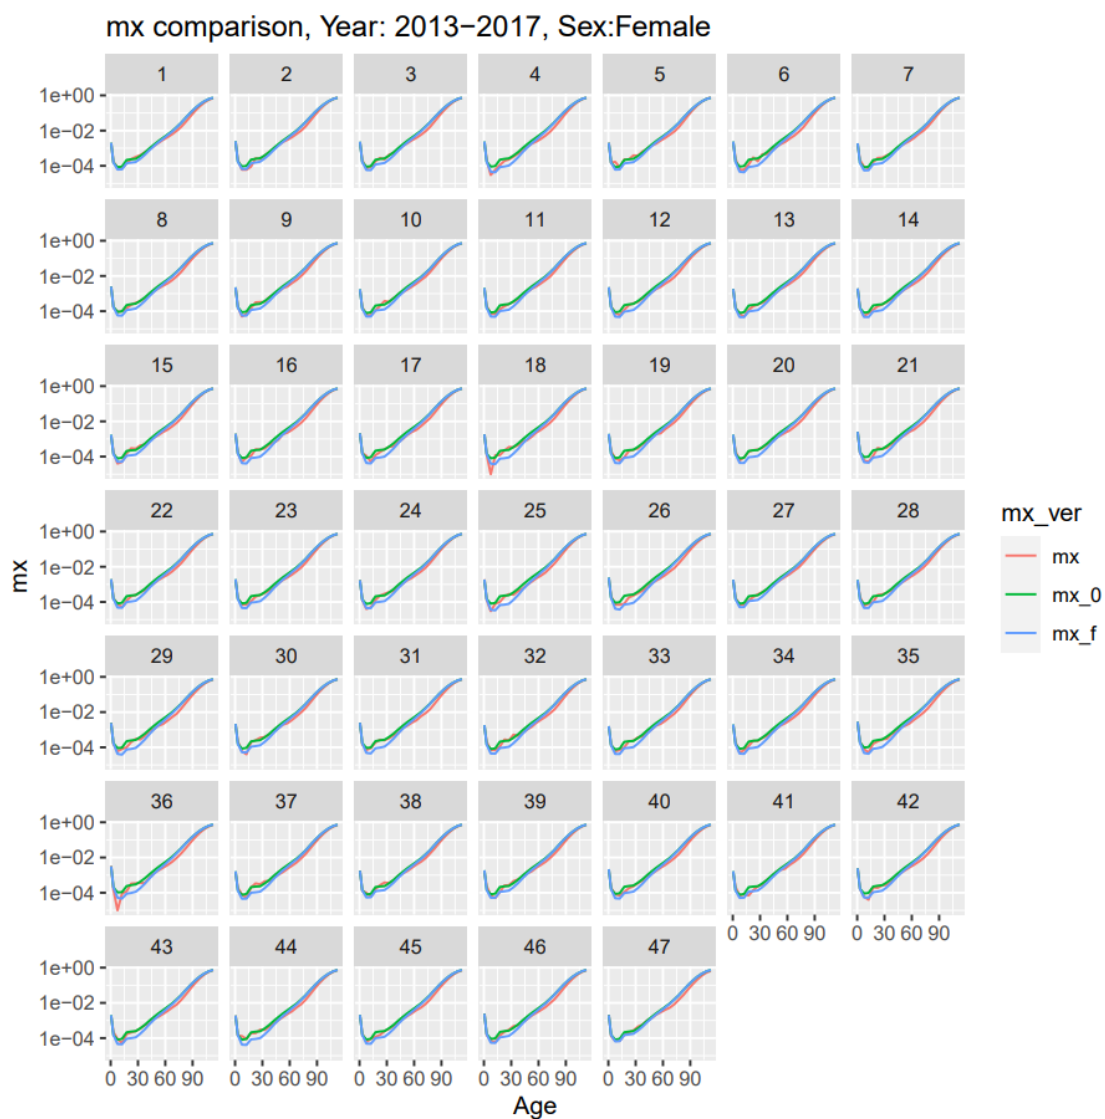 mx comparison, Year: 2013−2017, Sex:Female
1 2 3 4 5 6 7
1e+00
1e−02
1e−04
8 9 10 11 12 13 14
1e+00
1e−02
1e−04
15 16 17 18 19 20 21
1e+00
1e−02
1e−04
22 23 24 25 26 27 28
1e+00
1e−02
1e−04
29 30 31 32 33 34 35
1e+00
1e−02
1e−04
36 37 38 39 40 41 42
1e+00
1e−02
1e−04
0 30 60 90 0 30 60 90
43 44 45 46 47
1e+00
1e−02
1e−04
0 30 60 90 0 30 60 90 0 30 60 90 0 30 60 90 0 30 60 90
Age
mx
mx_ver
mx
mx_0
mx_f